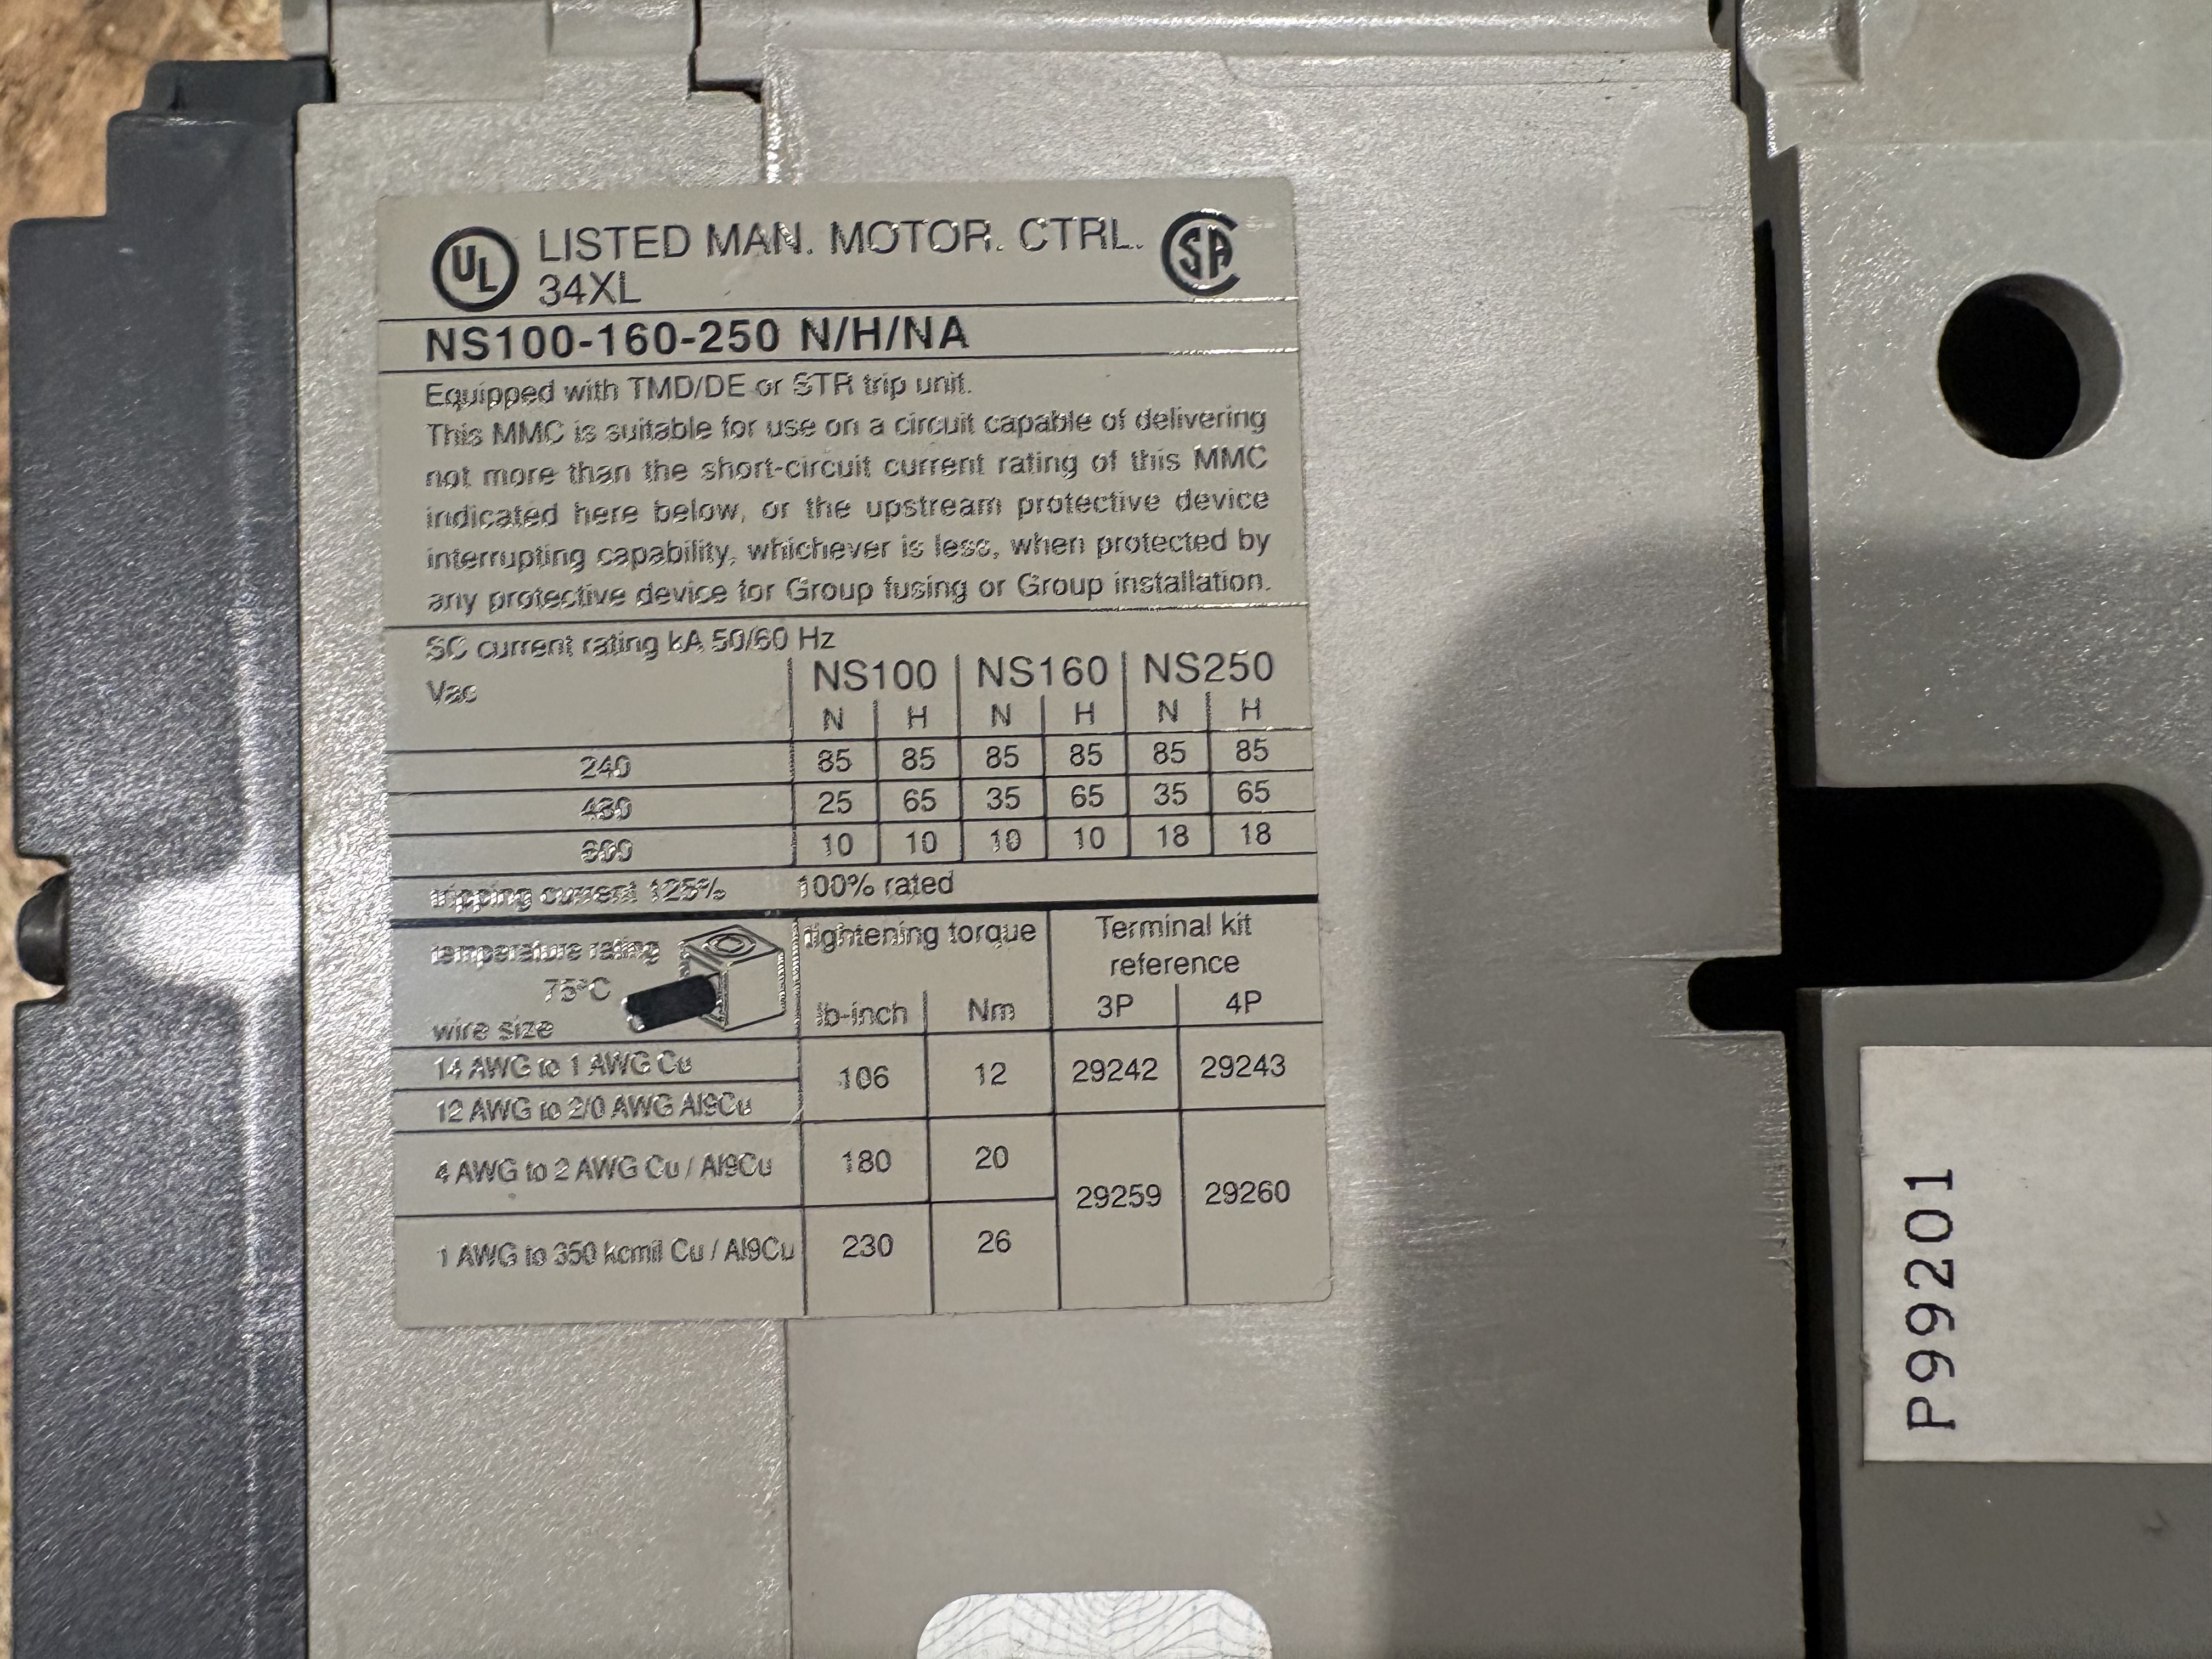 UL LISTED MAN. MOTOR. CTRL. SA
34XL
NS100-160-250 N/H/NA
Equipped with TMD/DE or STR trip unit.
This MMC is suitable for use on a circuit capable of delivering
not more than the short-circuit current rating of this MMC
indicated here below, or the upstream protective device
interrupting capability, whichever is less, when protected by
any protective device for Group fusing or Group installation.
SC current rating kA 50/60 Hz
Vac NS100 NS160 NS250
N H N H N H
240 85 85 85 85 85 85
480 25 65 35 65 35 65
600 10 10 10 10 18 18
tripping current 125% 100% rated
temperature rating tightening torque Terminal kit
reference
75°C
wire size lb-inch Nm 3P 4P
14 AWG to 1 AWG Cu 106 12 29242 29243
12 AWG to 2/0 AWG Al9Cu
4 AWG to 2 AWG Cu / Al9Cu 180 20 29259 29260
1 AWG to 350 kcmil Cu / Al9Cu 230 26
P99201